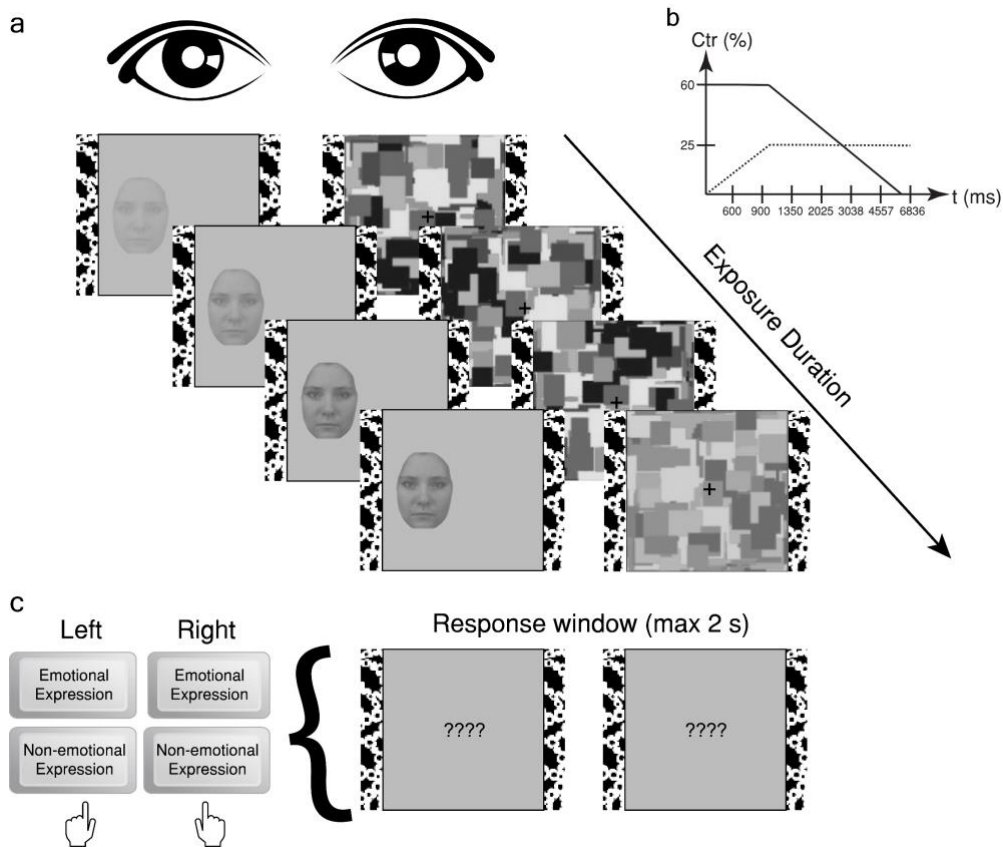 a
b
Ctr (%)
60
25
600 900 1350 2025 3038 4557 6836
t (ms)
Exposure Duration
c
Left Right
Response window (max 2 s)
Emotional
Expression
Emotional
Expression
Non-emotional
Expression
Non-emotional
Expression
????
????